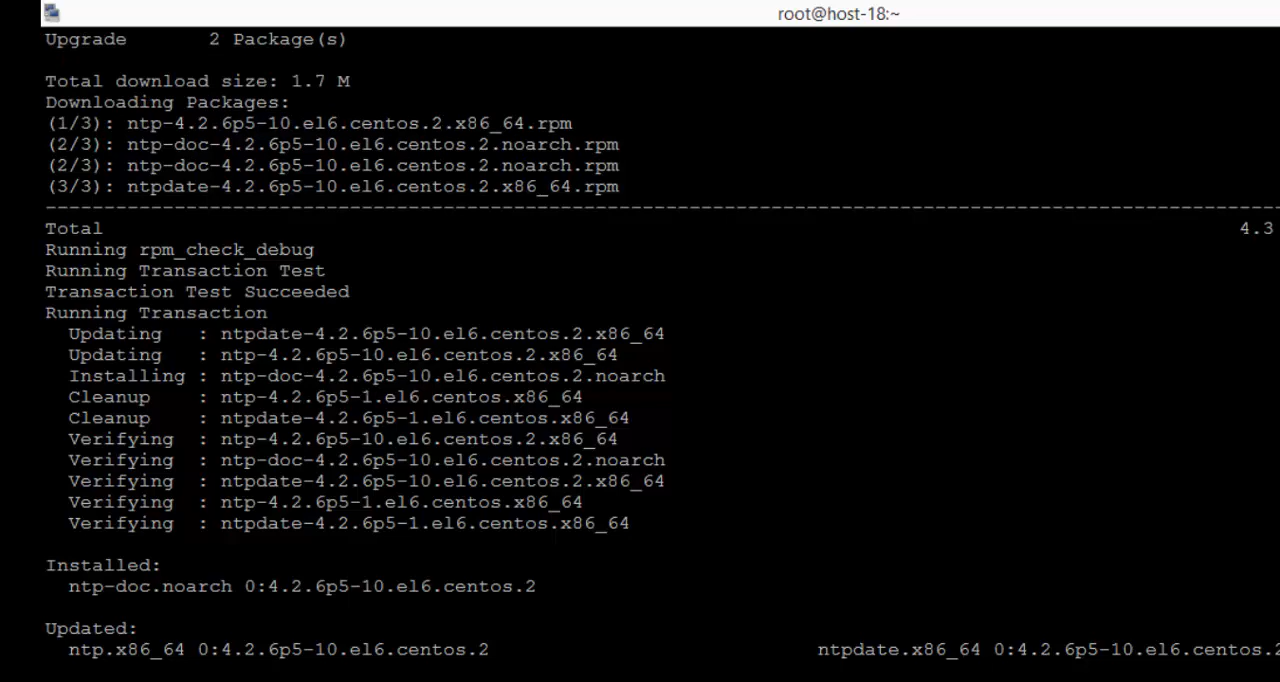 root@host-18:~
Upgrade       2 Package(s)
Total download size: 1.7 M
Downloading Packages:
(1/3): ntp-4.2.6p5-10.el6.centos.2.x86_64.rpm
(2/3): ntp-doc-4.2.6p5-10.el6.centos.2.noarch.rpm
(2/3): ntp-doc-4.2.6p5-10.el6.centos.2.noarch.rpm
(3/3): ntpdate-4.2.6p5-10.el6.centos.2.x86_64.rpm
--------------------------------------------------------------------------------
Total 4.3
Running rpm_check_debug
Running Transaction Test
Transaction Test Succeeded
Running Transaction
  Updating   : ntpdate-4.2.6p5-10.el6.centos.2.x86_64
  Updating   : ntp-4.2.6p5-10.el6.centos.2.x86_64
  Installing : ntp-doc-4.2.6p5-10.el6.centos.2.noarch
  Cleanup    : ntp-4.2.6p5-1.el6.centos.x86_64
  Cleanup    : ntpdate-4.2.6p5-1.el6.centos.x86_64
  Verifying  : ntp-4.2.6p5-10.el6.centos.2.x86_64
  Verifying  : ntp-doc-4.2.6p5-10.el6.centos.2.noarch
  Verifying  : ntpdate-4.2.6p5-10.el6.centos.2.x86_64
  Verifying  : ntp-4.2.6p5-1.el6.centos.x86_64
  Verifying  : ntpdate-4.2.6p5-1.el6.centos.x86_64
Installed:
  ntp-doc.noarch 0:4.2.6p5-10.el6.centos.2
Updated:
  ntp.x86_64 0:4.2.6p5-10.el6.centos.2 ntpdate.x86_64 0:4.2.6p5-10.el6.centos.2